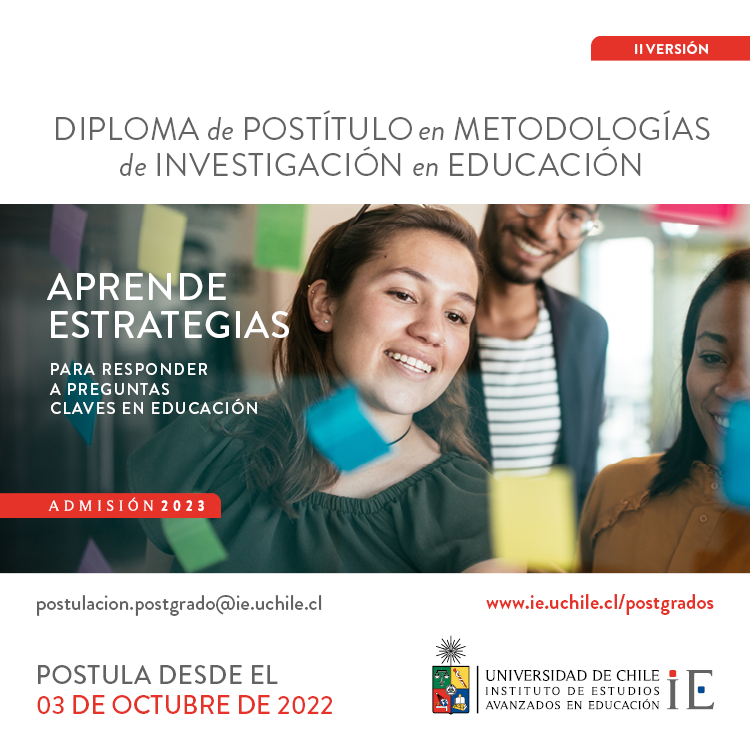 II VERSIÓN
DIPLOMA de POSTÍTULO en METODOLOGÍAS
de INVESTIGACIÓN en EDUCACIÓN
APRENDE
ESTRATEGIAS
PARA RESPONDER
A PREGUNTAS
CLAVES EN EDUCACIÓN
ADMISIÓN 2023
postulacion.postgrado@ie.uchile.cl
www.ie.uchile.cl/postgrados
POSTULA DESDE EL
03 DE OCTUBRE DE 2022
UNIVERSIDAD DE CHILE
INSTITUTO DE ESTUDIOS
AVANZADOS EN EDUCACIÓN
iE